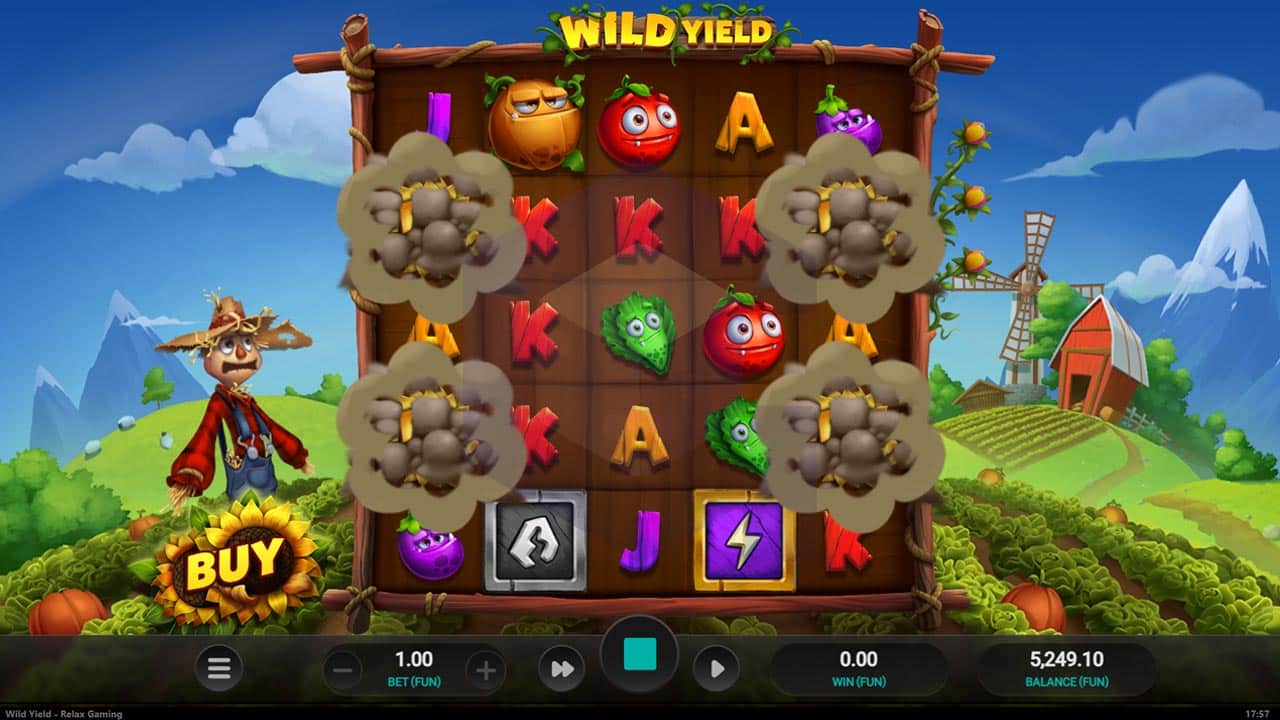 WILD YIELD
J A
K K K
A K A
K A
J K
BUY
1.00
BET (FUN)
0.00
WIN (FUN)
5,249.10
BALANCE (FUN)
Wild Yield - Relax Gaming
17:57